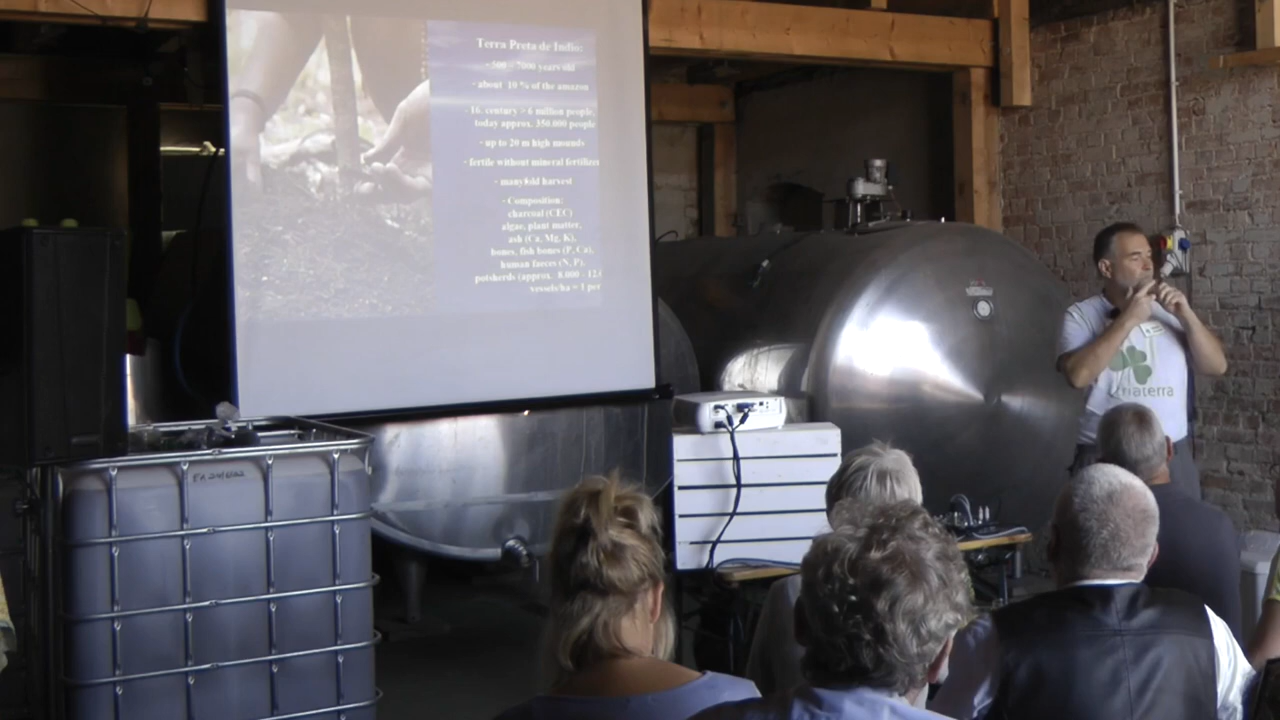 Terra Preta de Indio:
- 500 - 7000 years old
- about 10 % of the amazon
- 16. century > 6 million people,
today approx. 350.000 people
- up to 20 m high mounds
- fertile without mineral fertilizer
- manyfold harvest
- Composition:
charcoal (CEC)
algae, plant matter,
ash (Ca, Mg, K),
bones, fish bones (P, Ca),
human faeces (N, P),
potsherds (approx. 8.000 - 12.0
vessels/ha = 1 per
triaterra